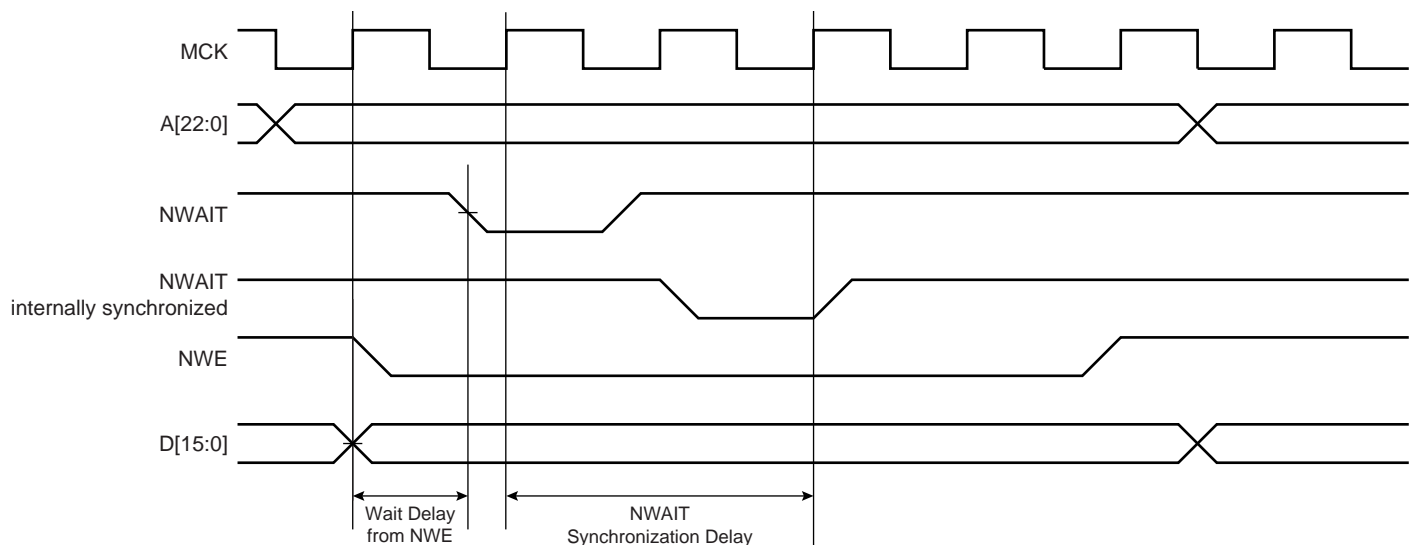 MCK
A[22:0]
NWAIT
NWAIT
internally synchronized
NWE
D[15:0]
Wait Delay
from NWE
NWAIT
Synchronization Delay